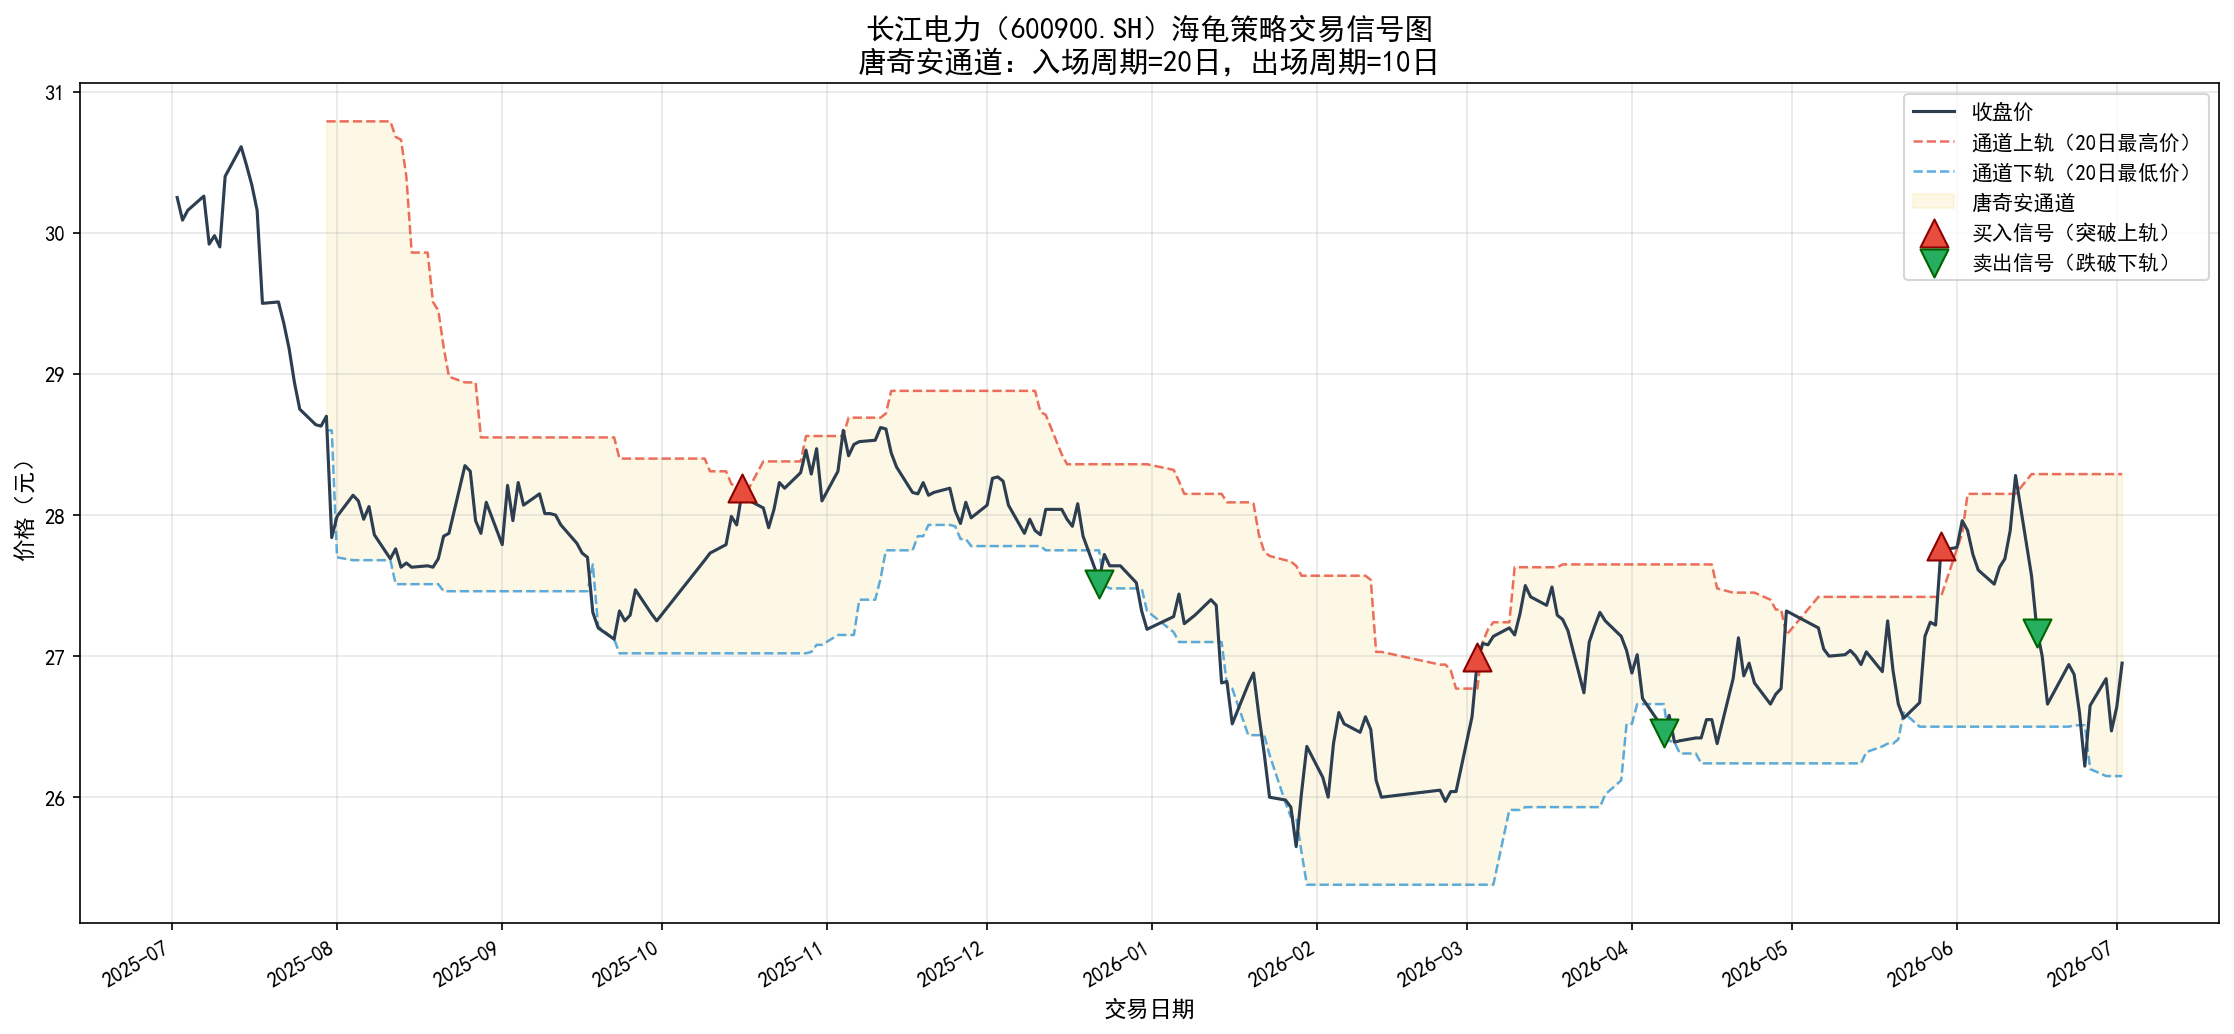 长江电力（600900.SH）海龟策略交易信号图
唐奇安通道：入场周期=20日，出场周期=10日
收盘价
通道上轨（20日最高价）
通道下轨（20日最低价）
唐奇安通道
买入信号（突破上轨）
卖出信号（跌破下轨）
价格（元）
31
30
29
28
27
26
2025-07
2025-08
2025-09
2025-10
2025-11
2025-12
2026-01
2026-02
2026-03
2026-04
2026-05
2026-06
2026-07
交易日期